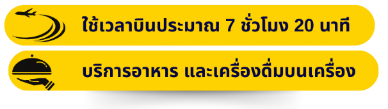 ใช้เวลาบินประมาณ 7 ชั่วโมง 20 นาที
บริการอาหาร และเครื่องดื่มบนเครื่อง